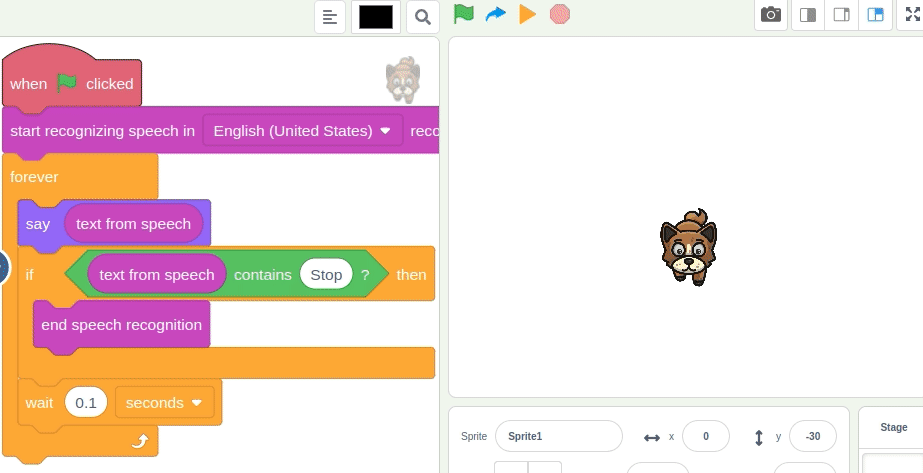 when clicked
start recognizing speech in English (United States) reco
forever
say text from speech
if text from speech contains Stop ? then
end speech recognition
wait 0.1 seconds
Sprite Sprite1 x 0 y -30
Stage